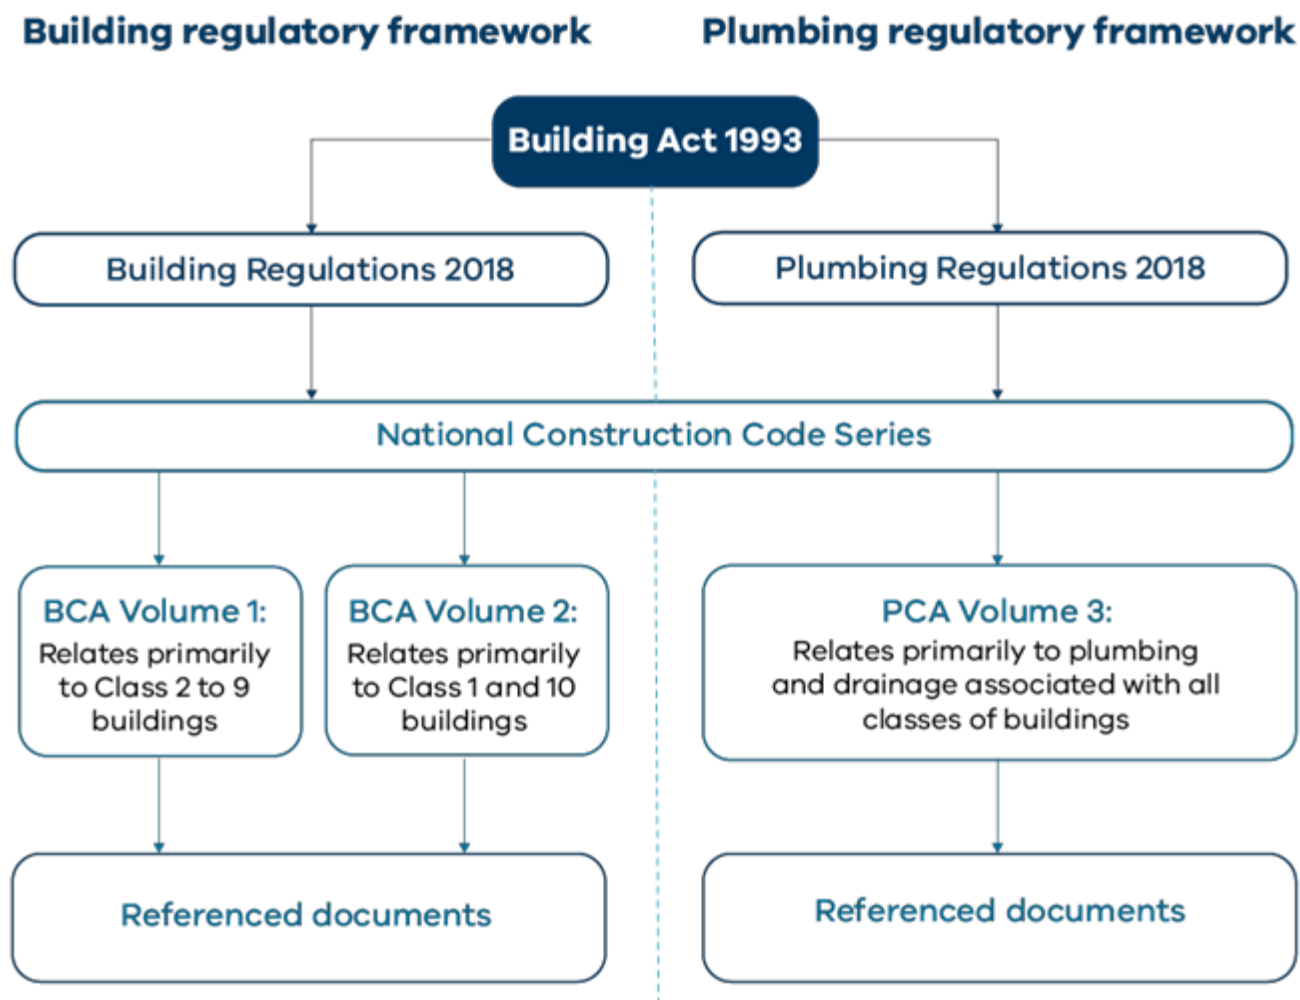 Building regulatory framework
Plumbing regulatory framework
Building Act 1993
Building Regulations 2018
Plumbing Regulations 2018
National Construction Code Series
BCA Volume 1:
Relates primarily
to Class 2 to 9
buildings
BCA Volume 2:
Relates primarily
to Class 1 and 10
buildings
PCA Volume 3:
Relates primarily to plumbing
and drainage associated with all
classes of buildings
Referenced documents
Referenced documents